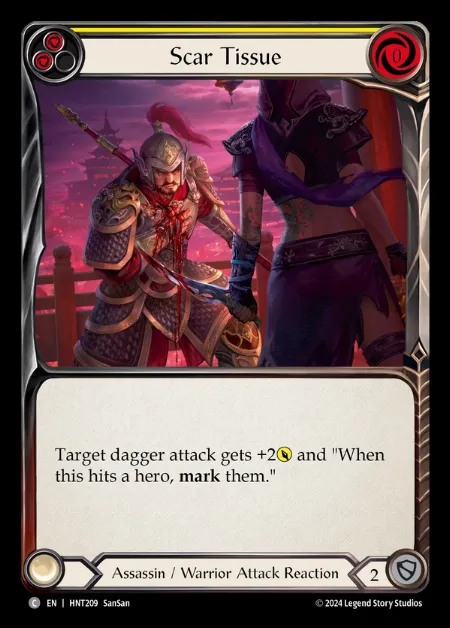 Scar Tissue
0
Target dagger attack gets +2 and "When
this hits a hero, mark them."
Assassin / Warrior Attack Reaction
2
C EN | HNT209 SanSan
© 2024 Legend Story Studios